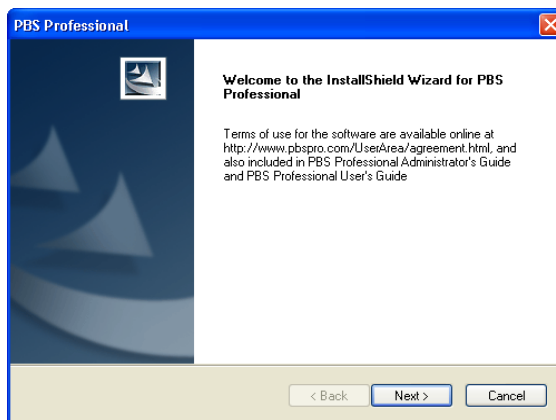 PBS Professional
Welcome to the InstallShield Wizard for PBS
Professional
Terms of use for the software are available online at
http://www.pbspro.com/UserArea/agreement.html, and
also included in PBS Professional Administrator's Guide
and PBS Professional User's Guide
< Back
Next >
Cancel